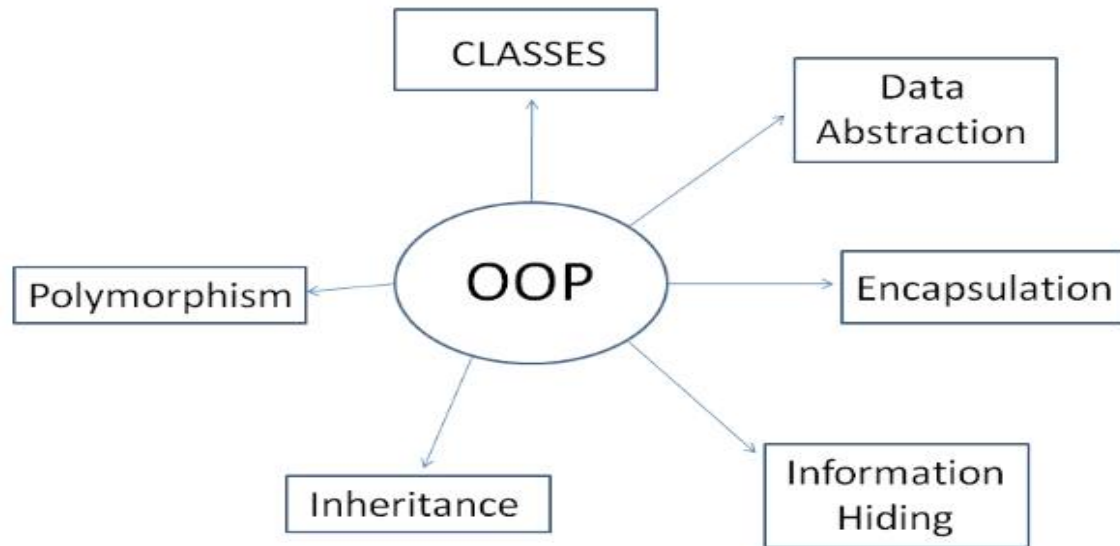 CLASSES
Data
Abstraction
OOP
Polymorphism
Encapsulation
Inheritance
Information
Hiding